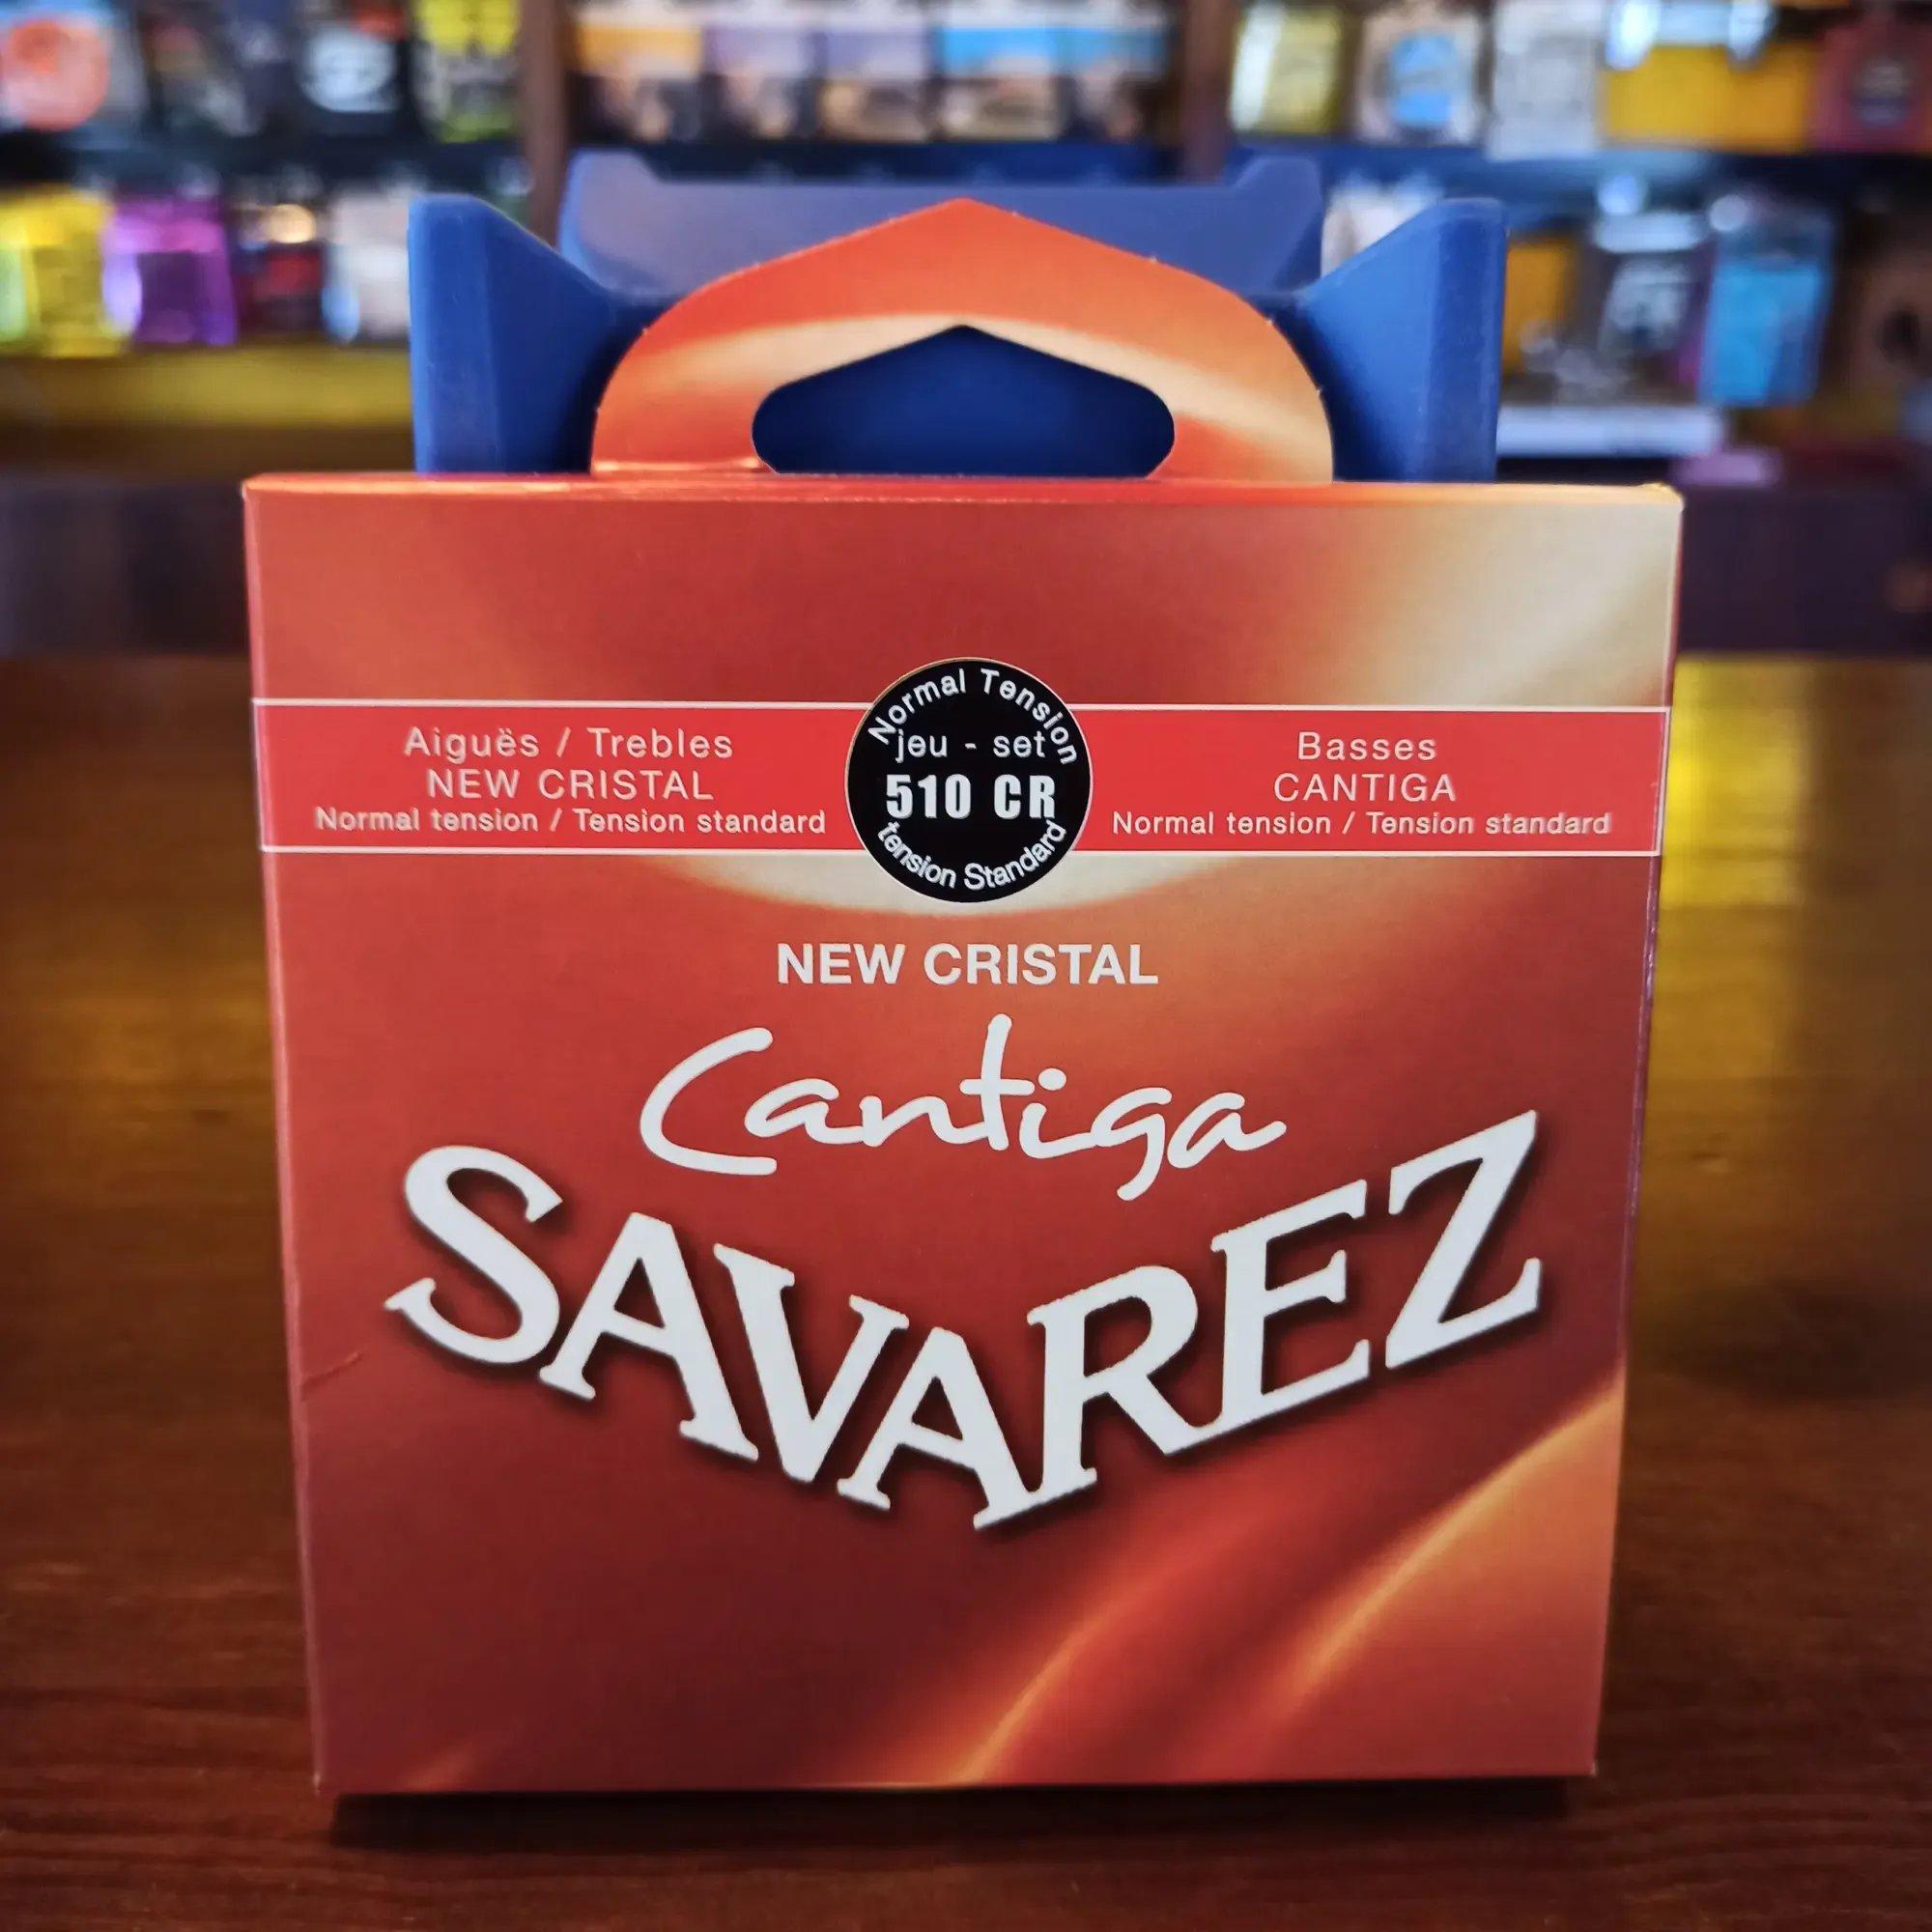 Normal Tension
jeu - set
510 CR
tension Standard
Aiguës / Trebles
NEW CRISTAL
Normal tension / Tension standard
Basses
CANTIGA
Normal tension / Tension standard
NEW CRISTAL
Cantiga
SAVAREZ